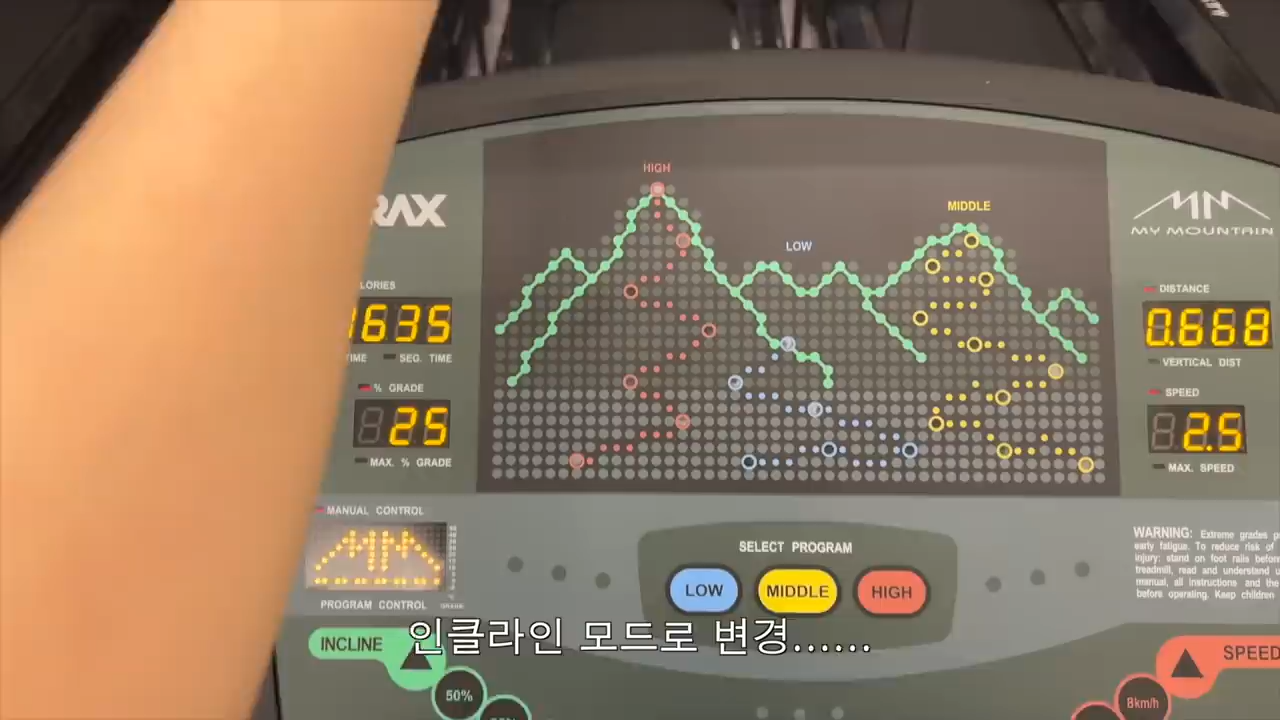 HIGH
MIDDLE
LOW
RAX
MY MOUNTAIN
LORIES
1635
TIME SEG. TIME
% GRADE
25
MAX. % GRADE
DISTANCE
0.668
VERTICAL DIST
SPEED
2.5
MAX. SPEED
MANUAL CONTROL
PROGRAM CONTROL
SELECT PROGRAM
LOW MIDDLE HIGH
WARNING: Extreme grades
early fatigue. To reduce risk of
injury: stand on foot rails before
treadmill, read and understand
manual, all instructions and the
before operating. Keep children
인클라인 모드로 변경......
INCLINE
50%
SPEED
8km/h